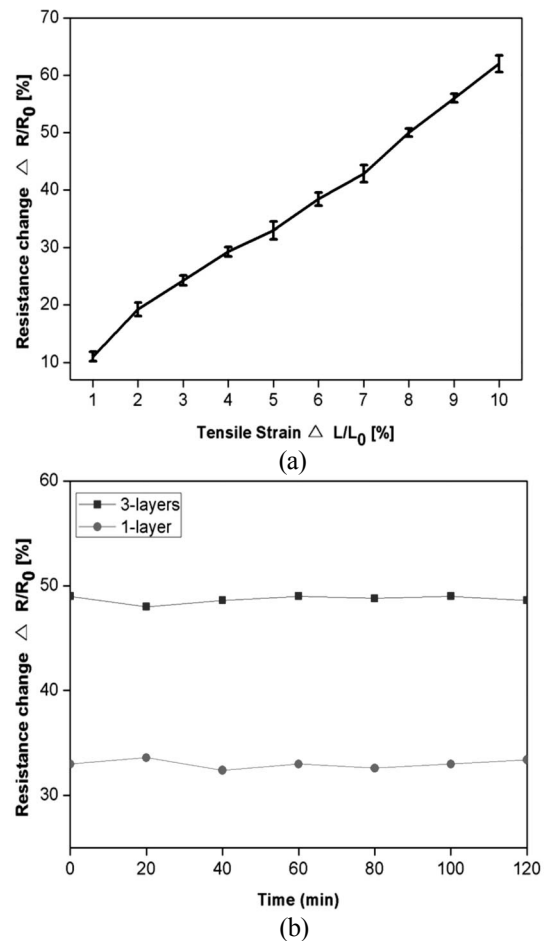 70
60
50
40
30
20
10
Resistance change △ R/R0 [%]
1 2 3 4 5 6 7 8 9 10
Tensile Strain △ L/L0 [%]
(a)
60
50
40
30
Resistance change △ R/R0 [%]
3-layers
1-layer
0 20 40 60 80 100 120
Time (min)
(b)